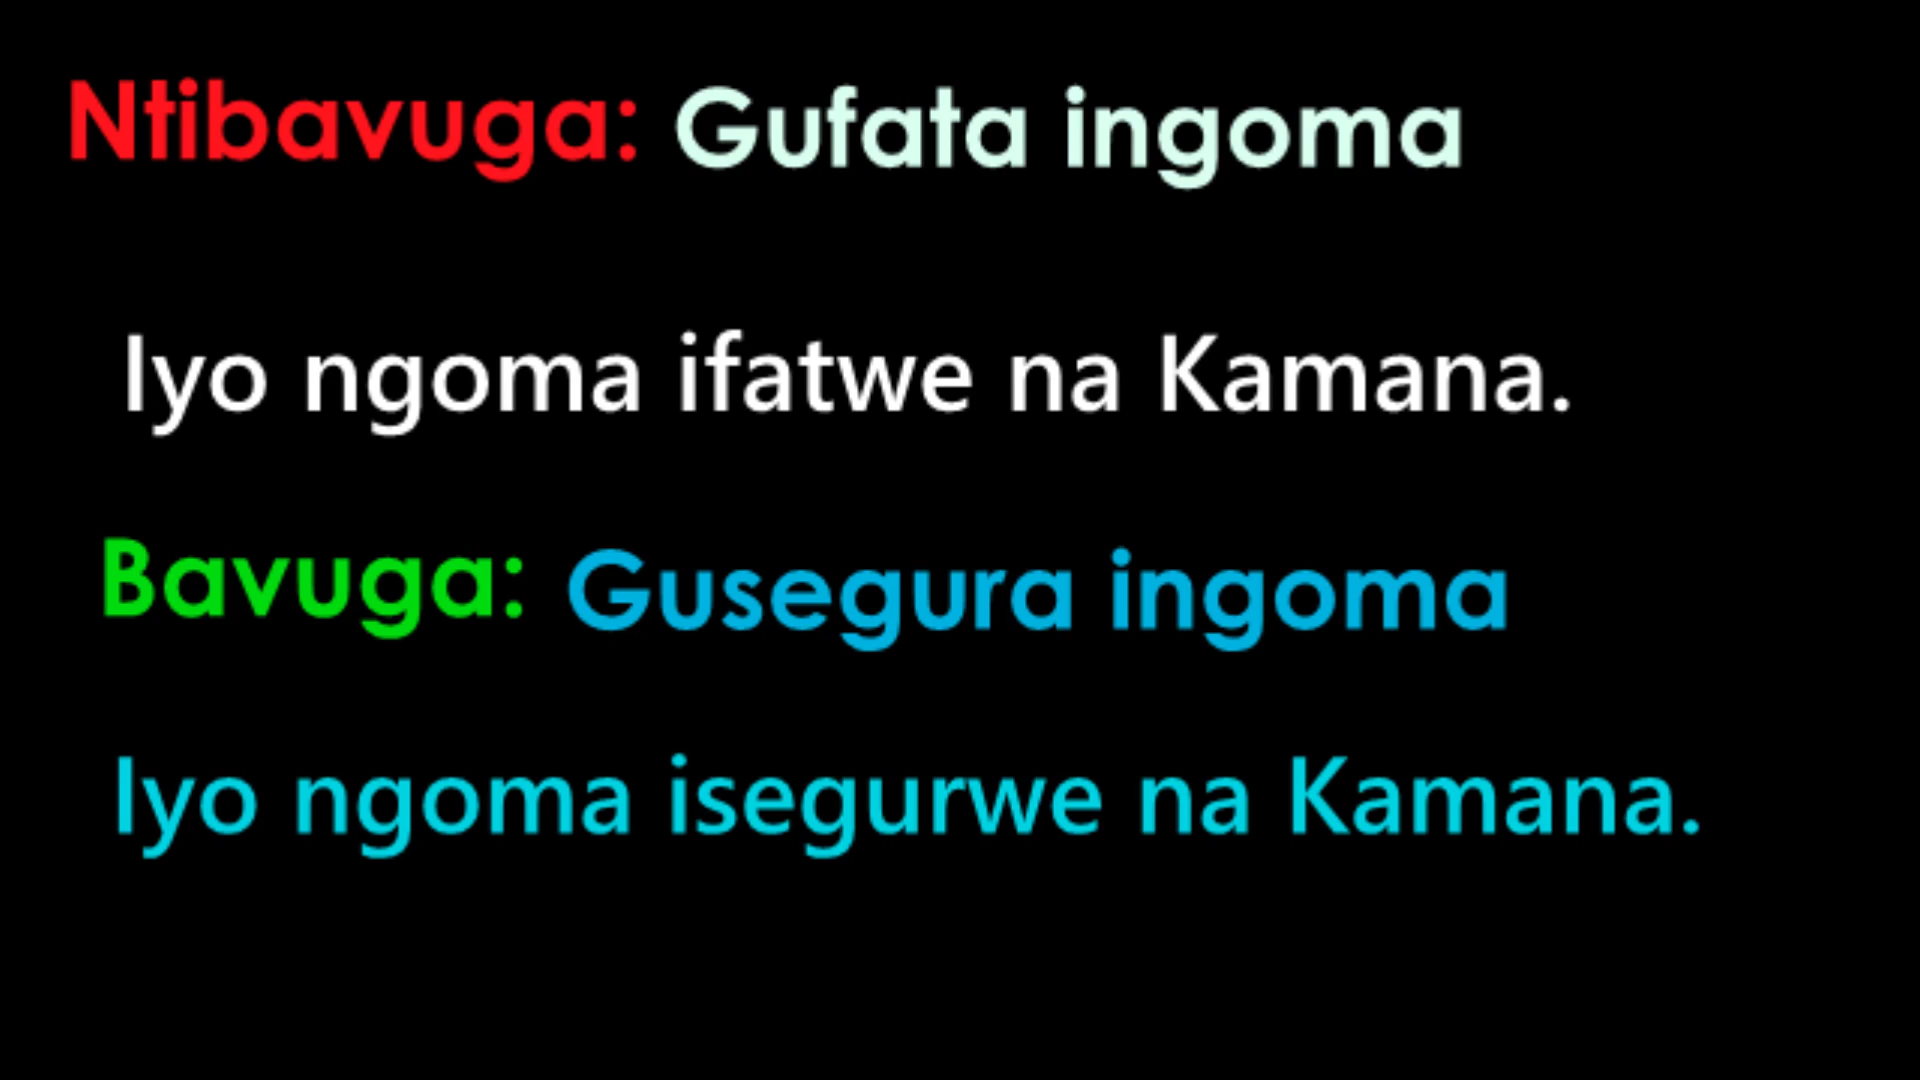 Ntibavuga: Gufata ingoma
Iyo ngoma ifatwe na Kamana.
Bavuga: Gusegura ingoma
Iyo ngoma isegurwe na Kamana.